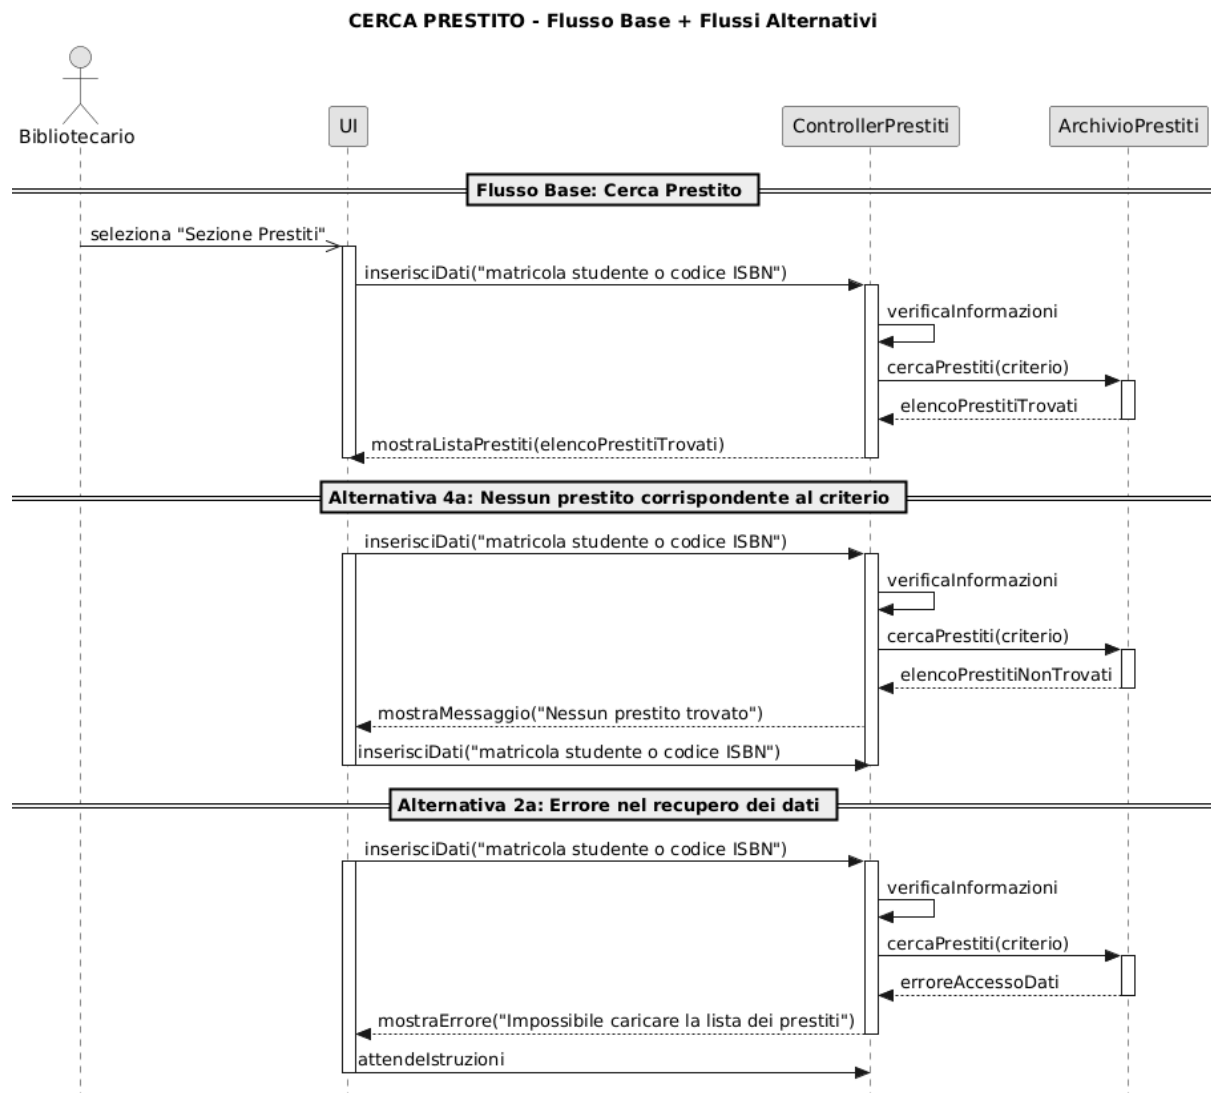 CERCA PRESTITO - Flusso Base + Flussi Alternativi
Bibliotecario
UI
ControllerPrestiti
ArchivioPrestiti
Flusso Base: Cerca Prestito
seleziona "Sezione Prestiti"
inserisciDati("matricola studente o codice ISBN")
verificaInformazioni
cercaPrestiti(criterio)
elencoPrestitiTrovati
mostraListaPrestiti(elencoPrestitiTrovati)
Alternativa 4a: Nessun prestito corrispondente al criterio
inserisciDati("matricola studente o codice ISBN")
verificaInformazioni
cercaPrestiti(criterio)
elencoPrestitiNonTrovati
mostraMessaggio("Nessun prestito trovato")
inserisciDati("matricola studente o codice ISBN")
Alternativa 2a: Errore nel recupero dei dati
inserisciDati("matricola studente o codice ISBN")
verificaInformazioni
cercaPrestiti(criterio)
erroreAccessoDati
mostraErrore("Impossibile caricare la lista dei prestiti")
attendeIstruzioni